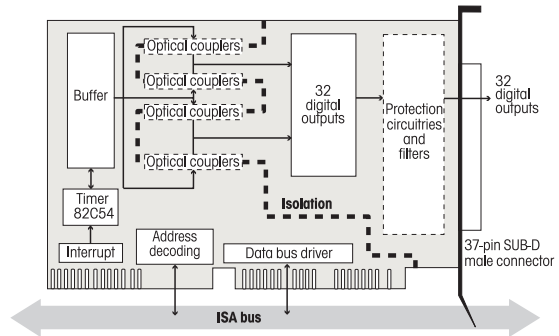 Optical couplers
Optical couplers
Optical couplers
Optical couplers
Buffer
32
digital
outputs
Protection
circuitries
and
filters
32
digital
outputs
Timer
82C54
Interrupt
Address
decoding
Isolation
Data bus driver
37-pin SUB-D
male connector
ISA bus